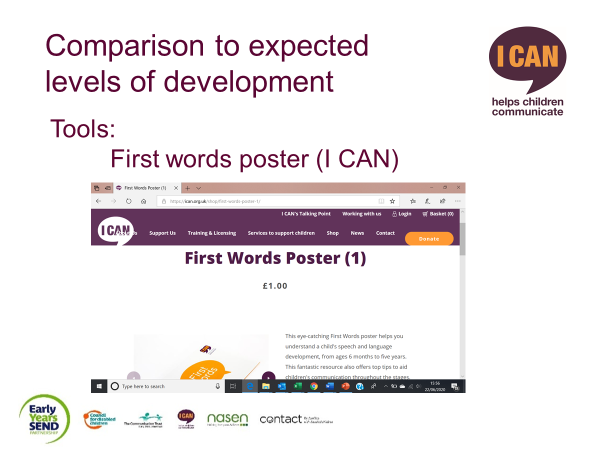 Comparison to expected
levels of development
I CAN
helps children
communicate
Tools:
First words poster (I CAN)
First Words Poster (1)
https://ican.org.uk/shop/first-words-poster-1/
I CAN's Talking Point Working with us Login Basket (0)
I CAN Support Us Training & Licensing Services to support children Shop News Contact Donate
First Words Poster (1)
£1.00
This eye-catching First Words poster helps you
understand a child's speech and language
development, from ages 6 months to five years.
This fantastic resource also offers top tips to aid
children's communication throughout the stages.
First
Words
Type here to search
15:56
22/06/2020
Early
Years
SEND
PARTNERSHIP
Council
for disabled
children
The Communication Trust
I CAN
nasen
contact